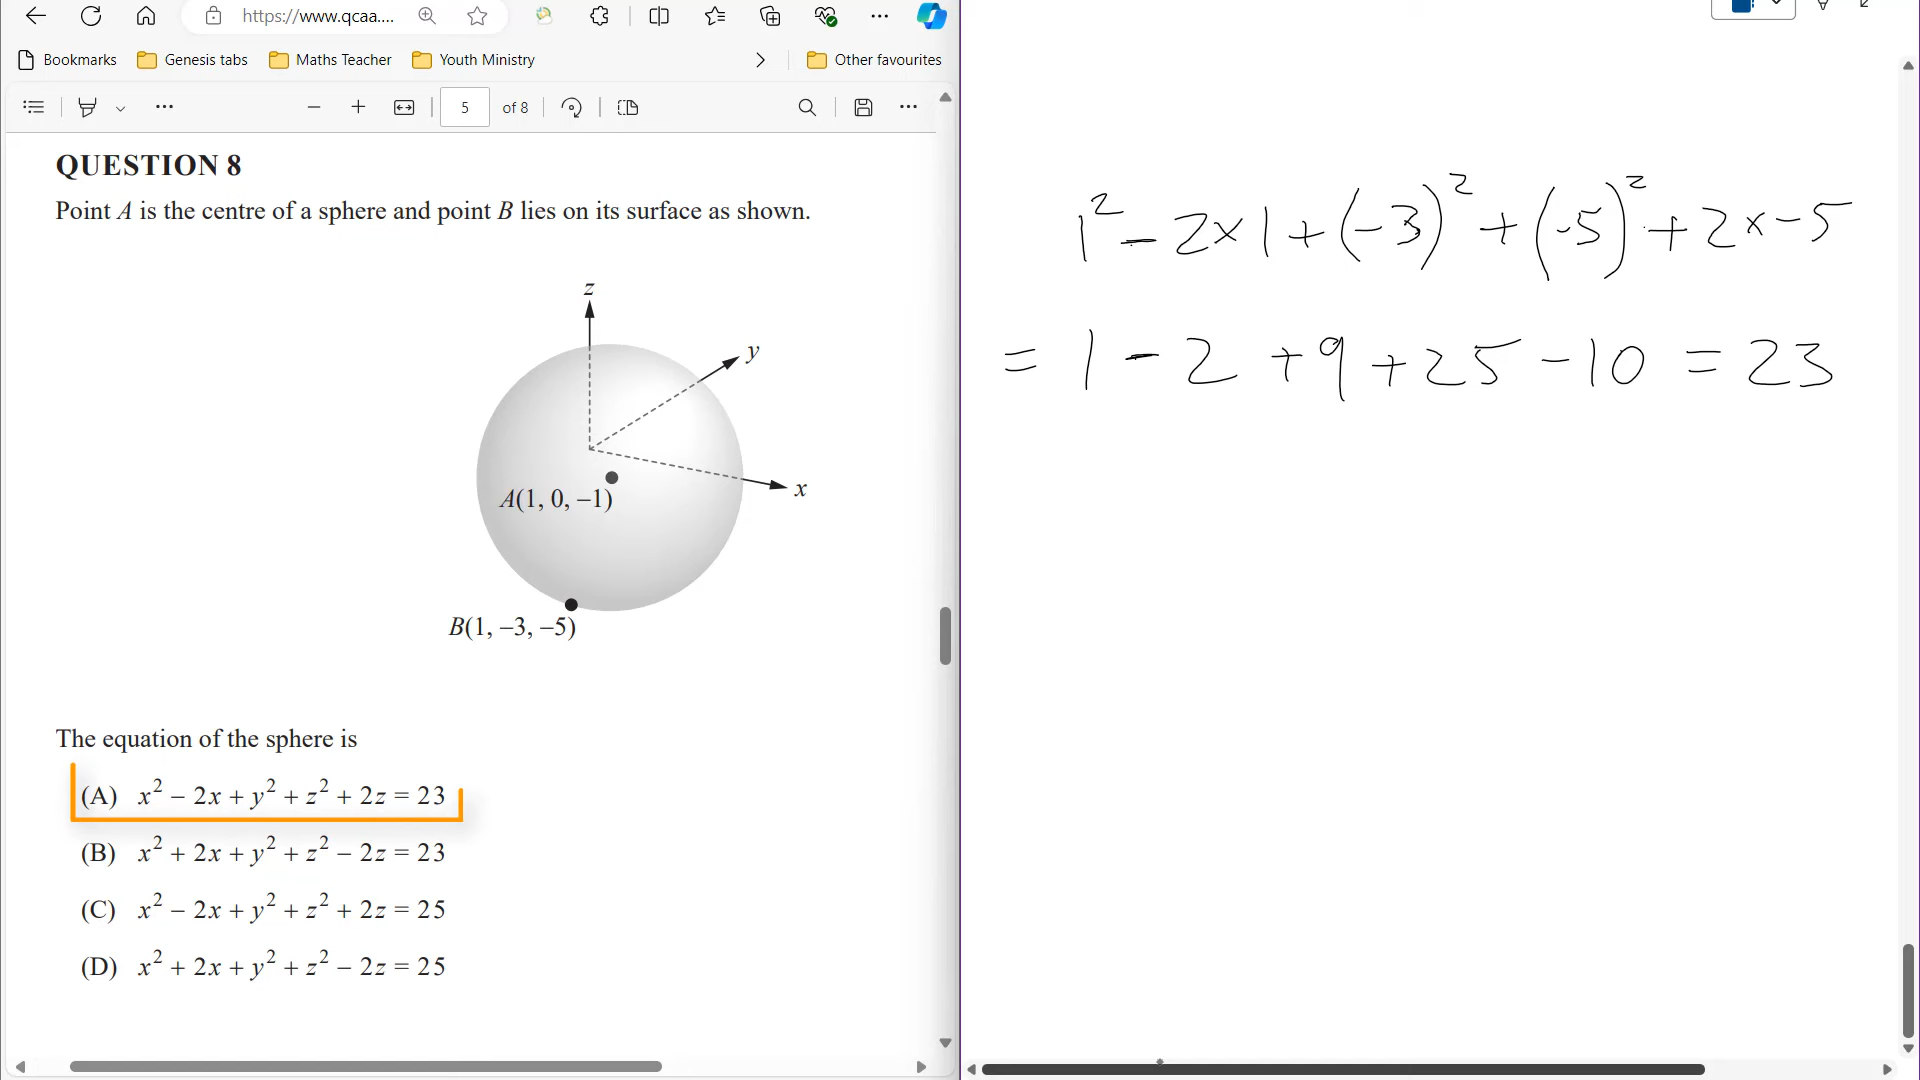 https://www.qcaa....
Bookmarks Genesis tabs Maths Teacher Youth Ministry Other favourites
5 of 8
QUESTION 8
Point A is the centre of a sphere and point B lies on its surface as shown.
z
y
x
A(1, 0, −1)
B(1, −3, −5)
The equation of the sphere is
(A) x² − 2x + y² + z² + 2z = 23
(B) x² + 2x + y² + z² − 2z = 23
(C) x² − 2x + y² + z² + 2z = 25
(D) x² + 2x + y² + z² − 2z = 25
1² − 2×1 + (−3)² + (−5)² + 2×−5
= 1 − 2 + 9 + 25 − 10 = 23